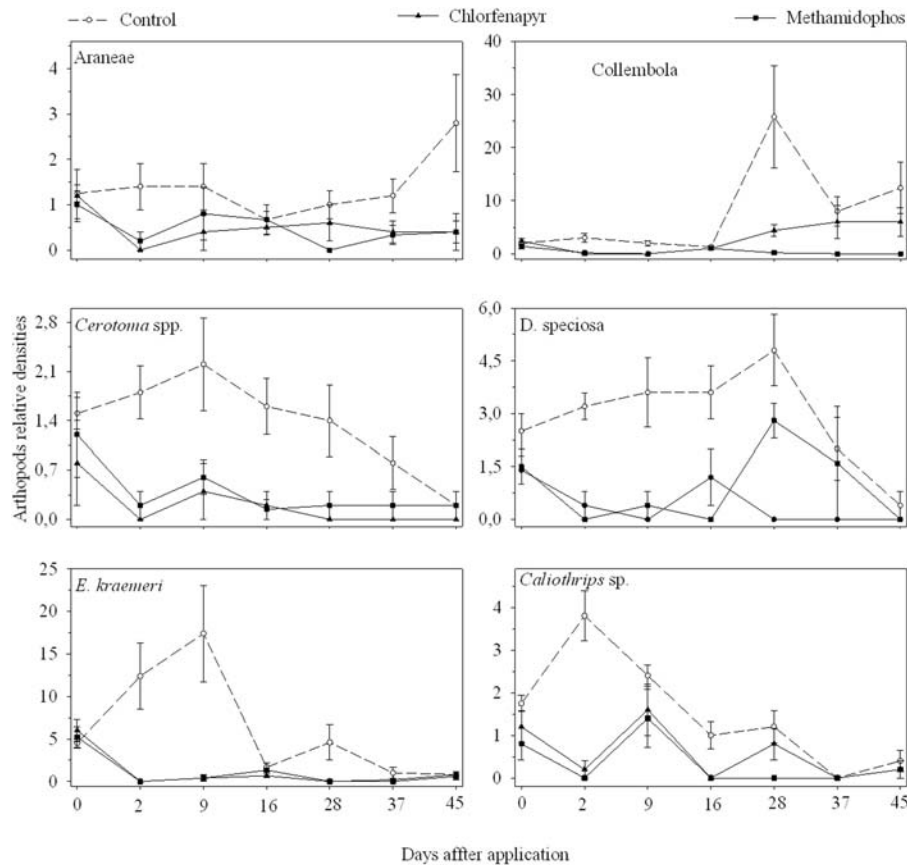 Control Chlorfenapyr Methamidophos
Araneae
4
3
2
1
0
Collembola
40
30
20
10
0
Cerotoma spp.
2,8
2,1
1,4
0,7
0,0
D. speciosa
6,0
4,5
3,0
1,5
0,0
E. kraemeri
25
20
15
10
5
0
0 2 9 16 28 37 45
Caliothrips sp.
4
3
2
1
0
0 2 9 16 28 37 45
Arthopods relative densities
Days affter application